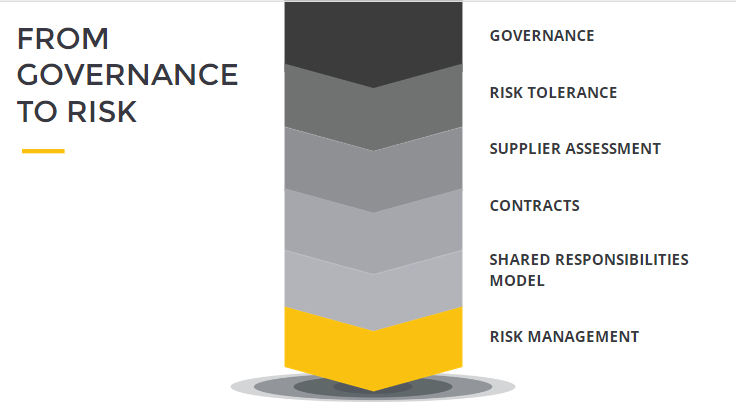 FROM
GOVERNANCE
TO RISK
GOVERNANCE
RISK TOLERANCE
SUPPLIER ASSESSMENT
CONTRACTS
SHARED RESPONSIBILITIES
MODEL
RISK MANAGEMENT